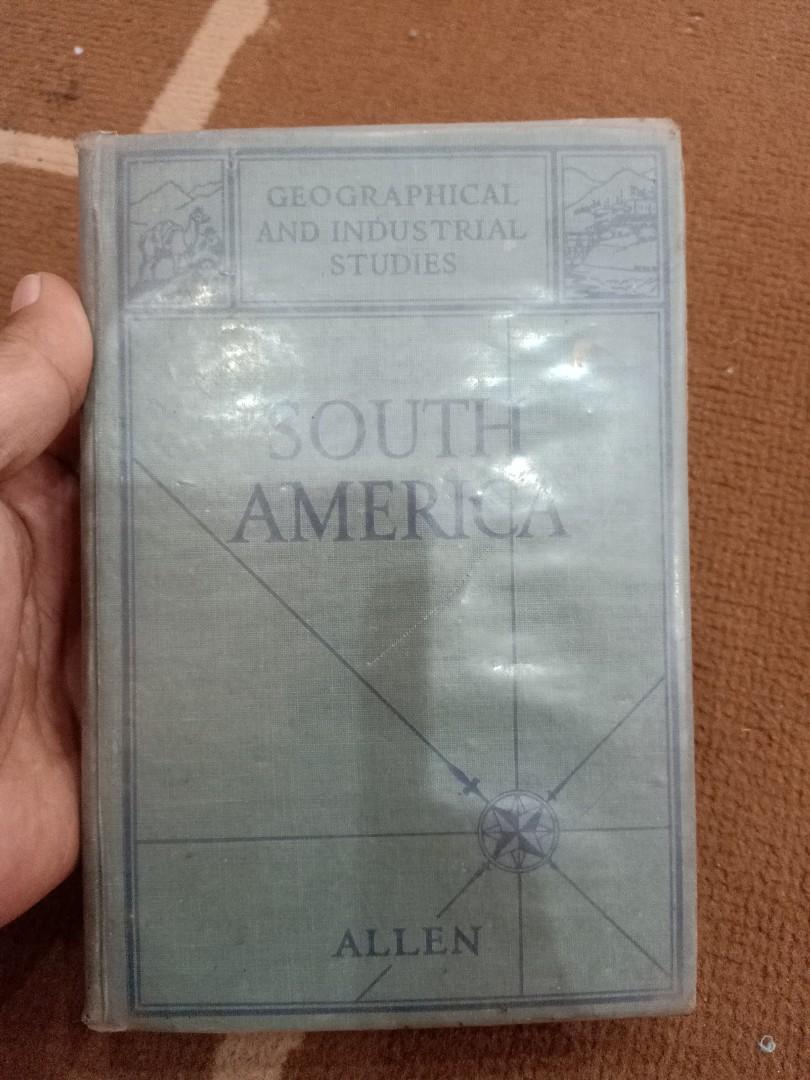 GEOGRAPHICAL
AND INDUSTRIAL
STUDIES
SOUTH
AMERICA
ALLEN